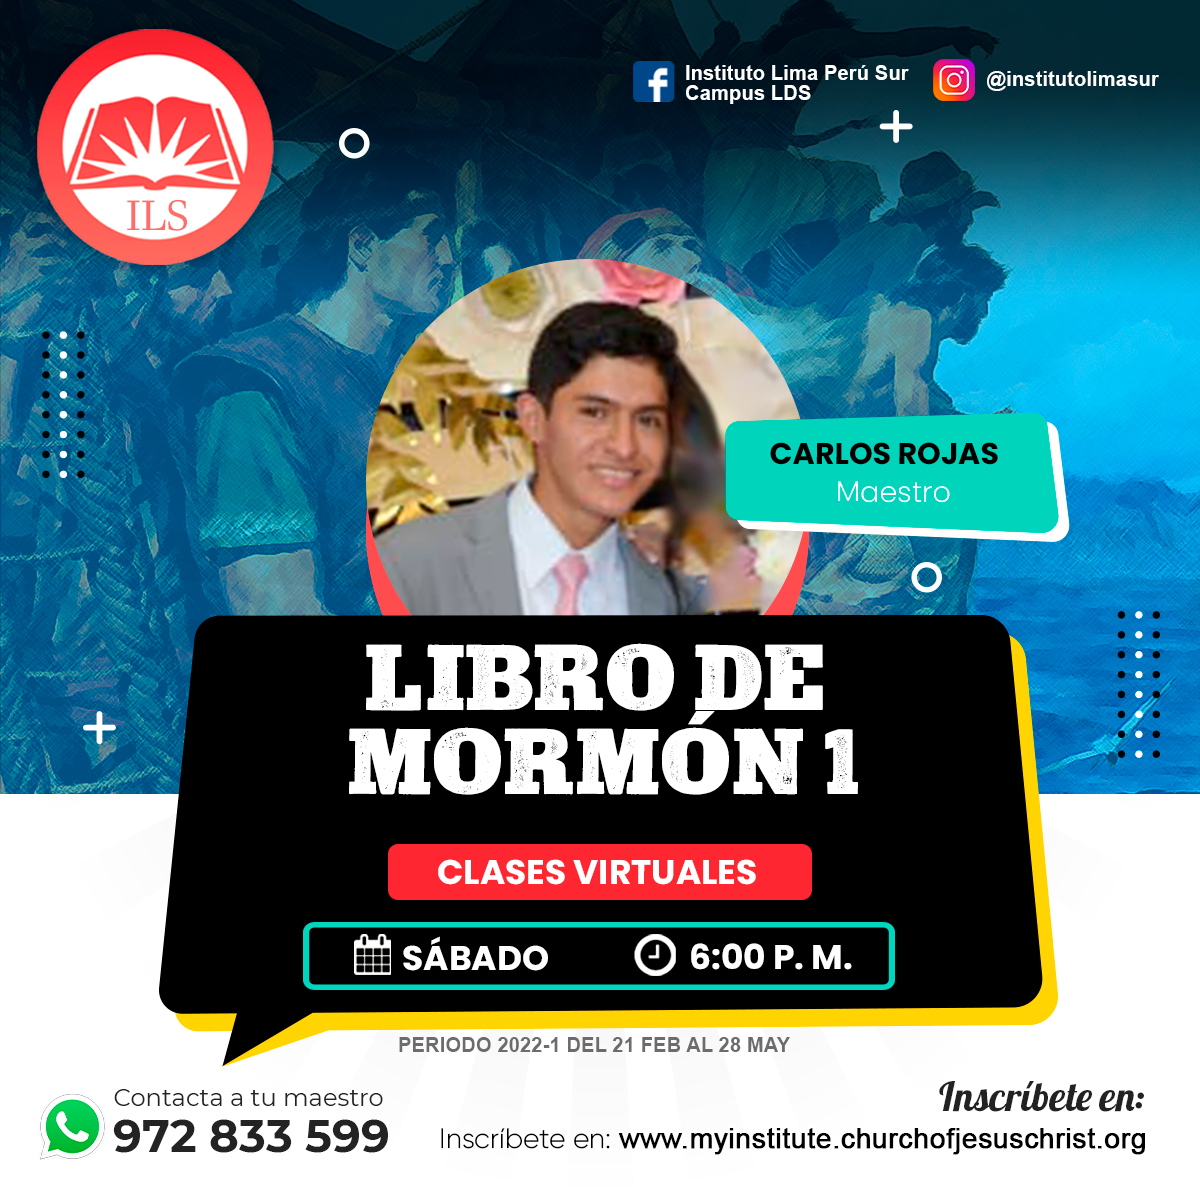 ILS
Instituto Lima Perú Sur
Campus LDS
@institutolimasur
CARLOS ROJAS
Maestro
LIBRO DE
MORMÓN 1
CLASES VIRTUALES
SÁBADO
6:00 P. M.
PERIODO 2022-1 DEL 21 FEB AL 28 MAY
Contacta a tu maestro
972 833 599
Inscríbete en:
Inscríbete en: www.myinstitute.churchofjesuschrist.org